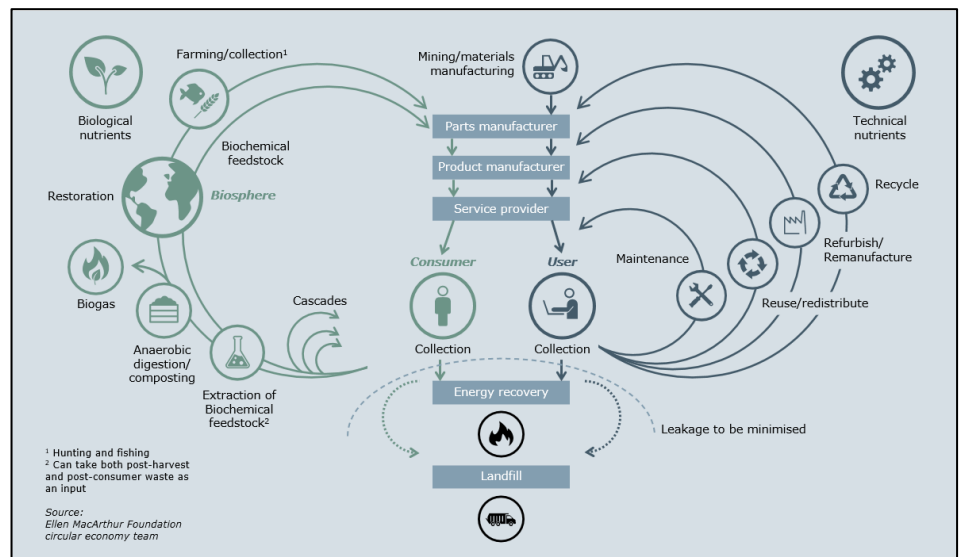 Farming/collection¹
Mining/materials
manufacturing
Biological
nutrients
Technical
nutrients
Parts manufacturer
Biochemical
feedstock
Product manufacturer
Restoration
Biosphere
Recycle
Service provider
Refurbish/
Remanufacture
Consumer
User
Maintenance
Biogas
Reuse/redistribute
Cascades
Anaerobic
digestion/
composting
Collection
Collection
Extraction of
Biochemical
feedstock²
Energy recovery
Leakage to be minimised
¹ Hunting and fishing
² Can take both post-harvest
and post-consumer waste as
an input
Landfill
Source:
Ellen MacArthur Foundation
circular economy team